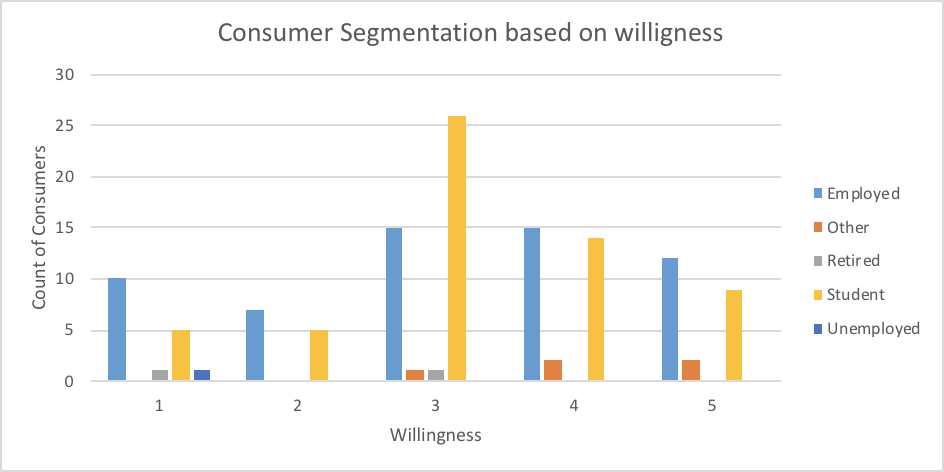 Consumer Segmentation based on willigness
30
25
20
15
10
5
0
Count of Consumers
1 2 3 4 5
Willingness
Employed
Other
Retired
Student
Unemployed